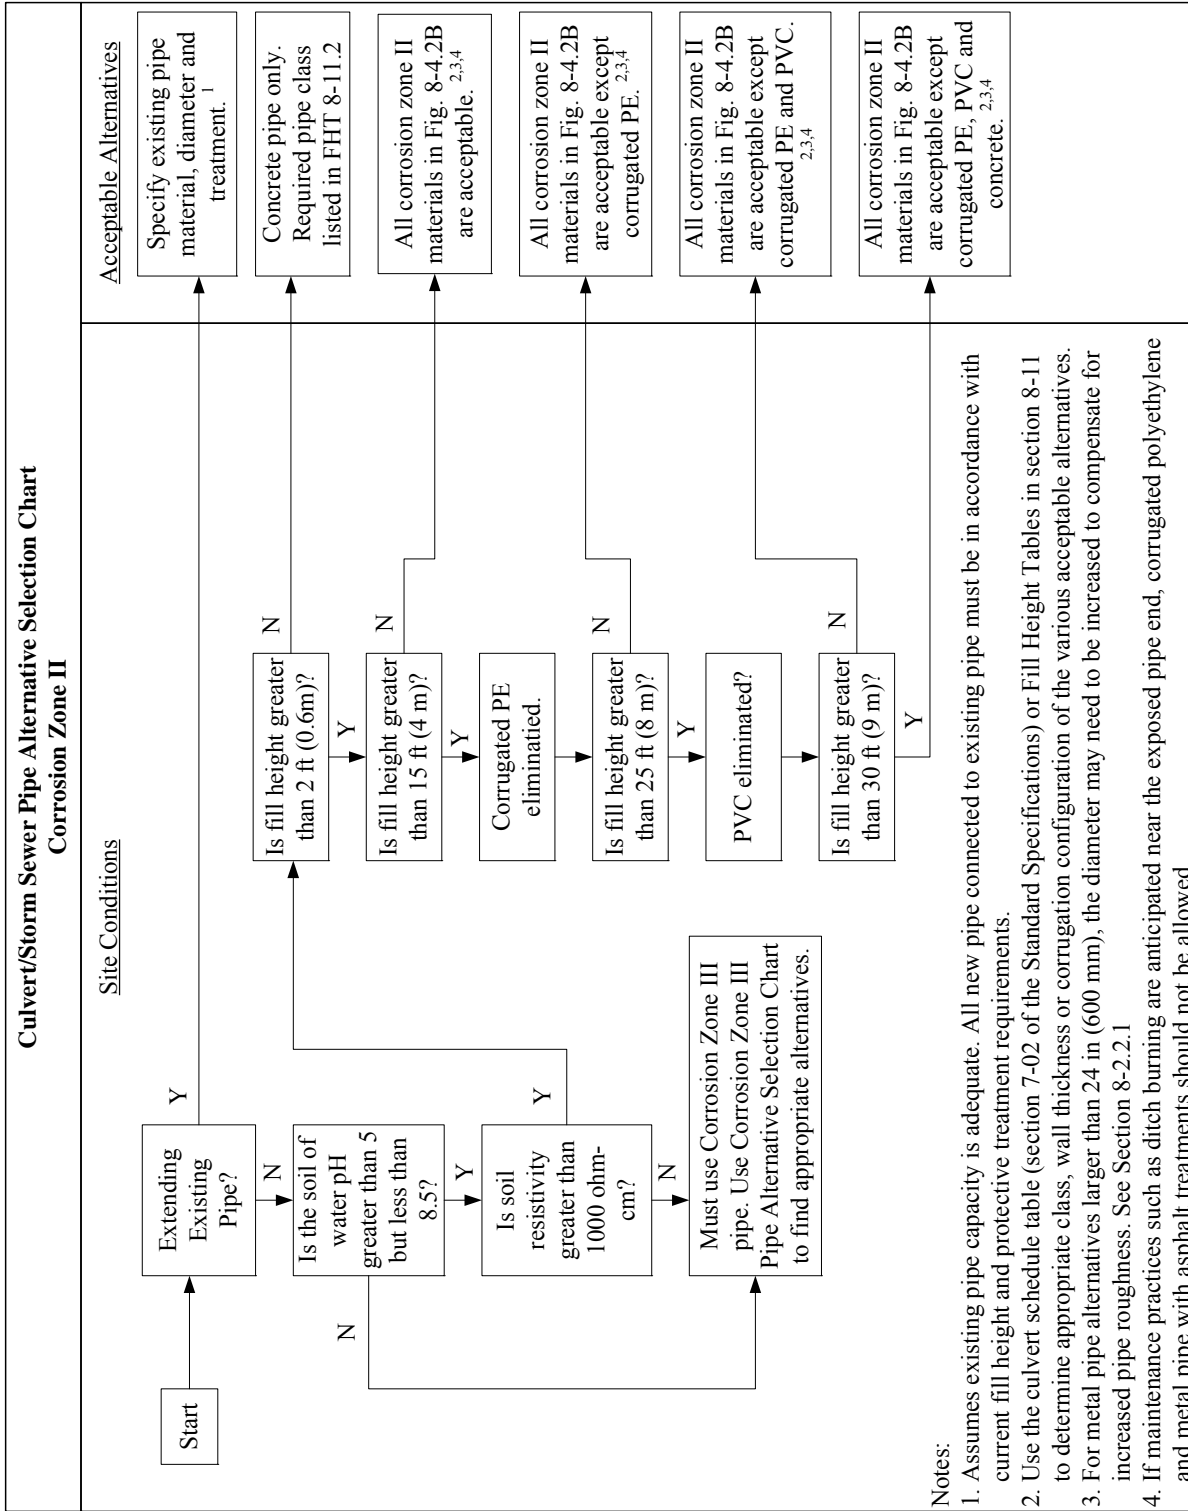 Culvert/Storm Sewer Pipe Alternative Selection Chart
Corrosion Zone II
Site Conditions
Acceptable Alternatives
Start
Extending
Existing
Pipe?
Y
N
Specify existing pipe
material, diameter and
treatment. 1
Is the soil of
water pH
greater than 5
but less than
8.5?
N
Y
Is soil
resistivity
greater than
1000 ohm-
cm?
Y
N
Must use Corrosion Zone III
pipe. Use Corrosion Zone III
Pipe Alternative Selection Chart
to find appropriate alternatives.
Is fill height greater
than 2 ft (0.6m)?
N
Y
Concrete pipe only.
Required pipe class
listed in FHT 8-11.2
Is fill height greater
than 15 ft (4 m)?
N
Y
All corrosion zone II
materials in Fig. 8-4.2B
are acceptable. 2,3,4
Corrugated PE
eliminatied.
Is fill height greater
than 25 ft (8 m)?
N
Y
All corrosion zone II
materials in Fig. 8-4.2B
are acceptable except
corrugated PE. 2,3,4
PVC eliminated?
Is fill height greater
than 30 ft (9 m)?
N
Y
All corrosion zone II
materials in Fig. 8-4.2B
are acceptable except
corrugated PE and PVC.
2,3,4
All corrosion zone II
materials in Fig. 8-4.2B
are acceptable except
corrugated PE, PVC and
concrete. 2,3,4
Notes:
1. Assumes existing pipe capacity is adequate. All new pipe connected to existing pipe must be in accordance with
current fill height and protective treatment requirements.
2. Use the culvert schedule table (section 7-02 of the Standard Specifications) or Fill Height Tables in section 8-11
to determine appropriate class, wall thickness or corrugation configuration of the various acceptable alternatives.
3. For metal pipe alternatives larger than 24 in (600 mm), the diameter may need to be increased to compensate for
increased pipe roughness. See Section 8-2.2.1
4. If maintenance practices such as ditch burning are anticipated near the exposed pipe end, corrugated polyethylene
and metal pipe with asphalt treatments should not be allowed